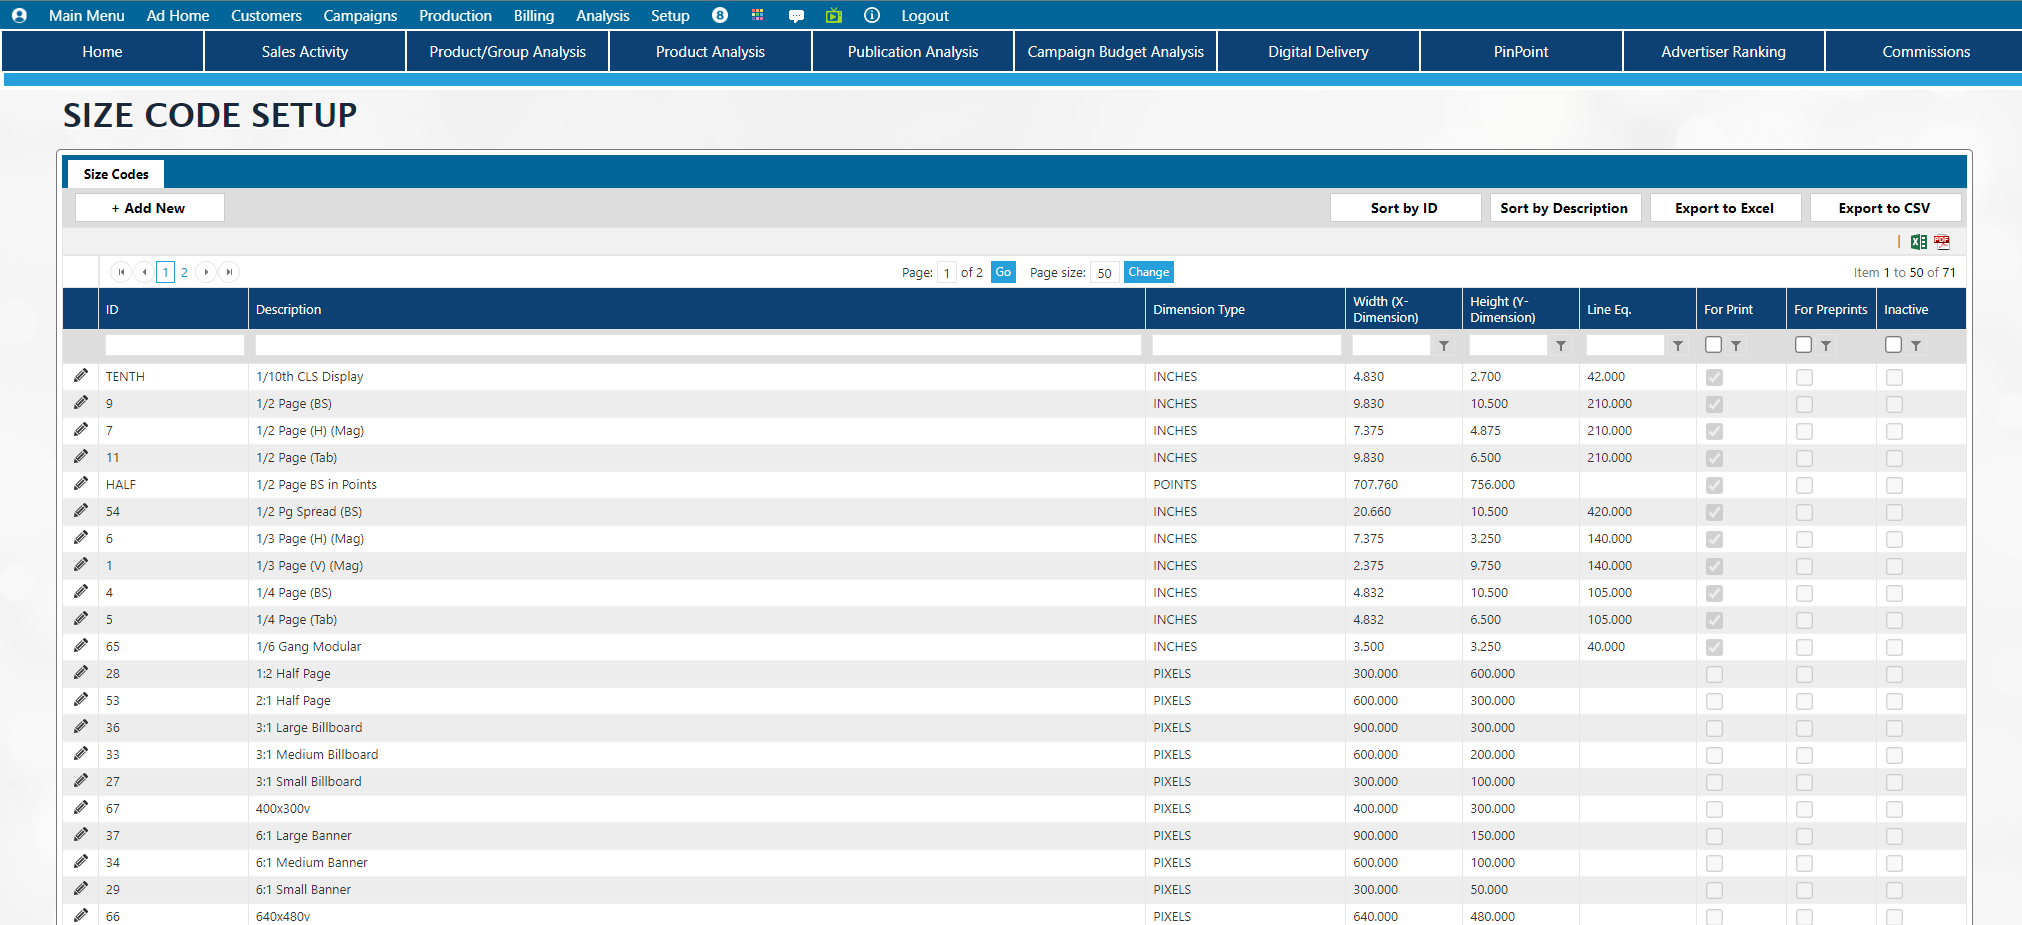 Main Menu Ad Home Customers Campaigns Production Billing Analysis Setup 8 Logout
Home Sales Activity Product/Group Analysis Product Analysis Publication Analysis Campaign Budget Analysis Digital Delivery PinPoint Advertiser Ranking Commissions
SIZE CODE SETUP
Size Codes
+ Add New Sort by ID Sort by Description Export to Excel Export to CSV
1 2 Page: 1 of 2 Go Page size: 50 Change Item 1 to 50 of 71
ID Description Dimension Type Width (X-Dimension) Height (Y-Dimension) Line Eq. For Print For Preprints Inactive
TENTH 1/10th CLS Display INCHES 4.830 2.700 42.000
9 1/2 Page (BS) INCHES 9.830 10.500 210.000
7 1/2 Page (H) (Mag) INCHES 7.375 4.875 210.000
11 1/2 Page (Tab) INCHES 9.830 6.500 210.000
HALF 1/2 Page BS in Points POINTS 707.760 756.000
54 1/2 Pg Spread (BS) INCHES 20.660 10.500 420.000
6 1/3 Page (H) (Mag) INCHES 7.375 3.250 140.000
1 1/3 Page (V) (Mag) INCHES 2.375 9.750 140.000
4 1/4 Page (BS) INCHES 4.832 10.500 105.000
5 1/4 Page (Tab) INCHES 4.832 6.500 105.000
65 1/6 Gang Modular INCHES 3.500 3.250 40.000
28 1:2 Half Page PIXELS 300.000 600.000
53 2:1 Half Page PIXELS 600.000 300.000
36 3:1 Large Billboard PIXELS 900.000 300.000
33 3:1 Medium Billboard PIXELS 600.000 200.000
27 3:1 Small Billboard PIXELS 300.000 100.000
67 400x300v PIXELS 400.000 300.000
37 6:1 Large Banner PIXELS 900.000 150.000
34 6:1 Medium Banner PIXELS 600.000 100.000
29 6:1 Small Banner PIXELS 300.000 50.000
66 640x480v PIXELS 640.000 480.000